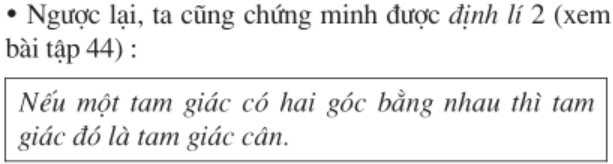 • Ngược lại, ta cũng chứng minh được định lí 2 (xem
bài tập 44) :
Nếu một tam giác có hai góc bằng nhau thì tam
giác đó là tam giác cân.